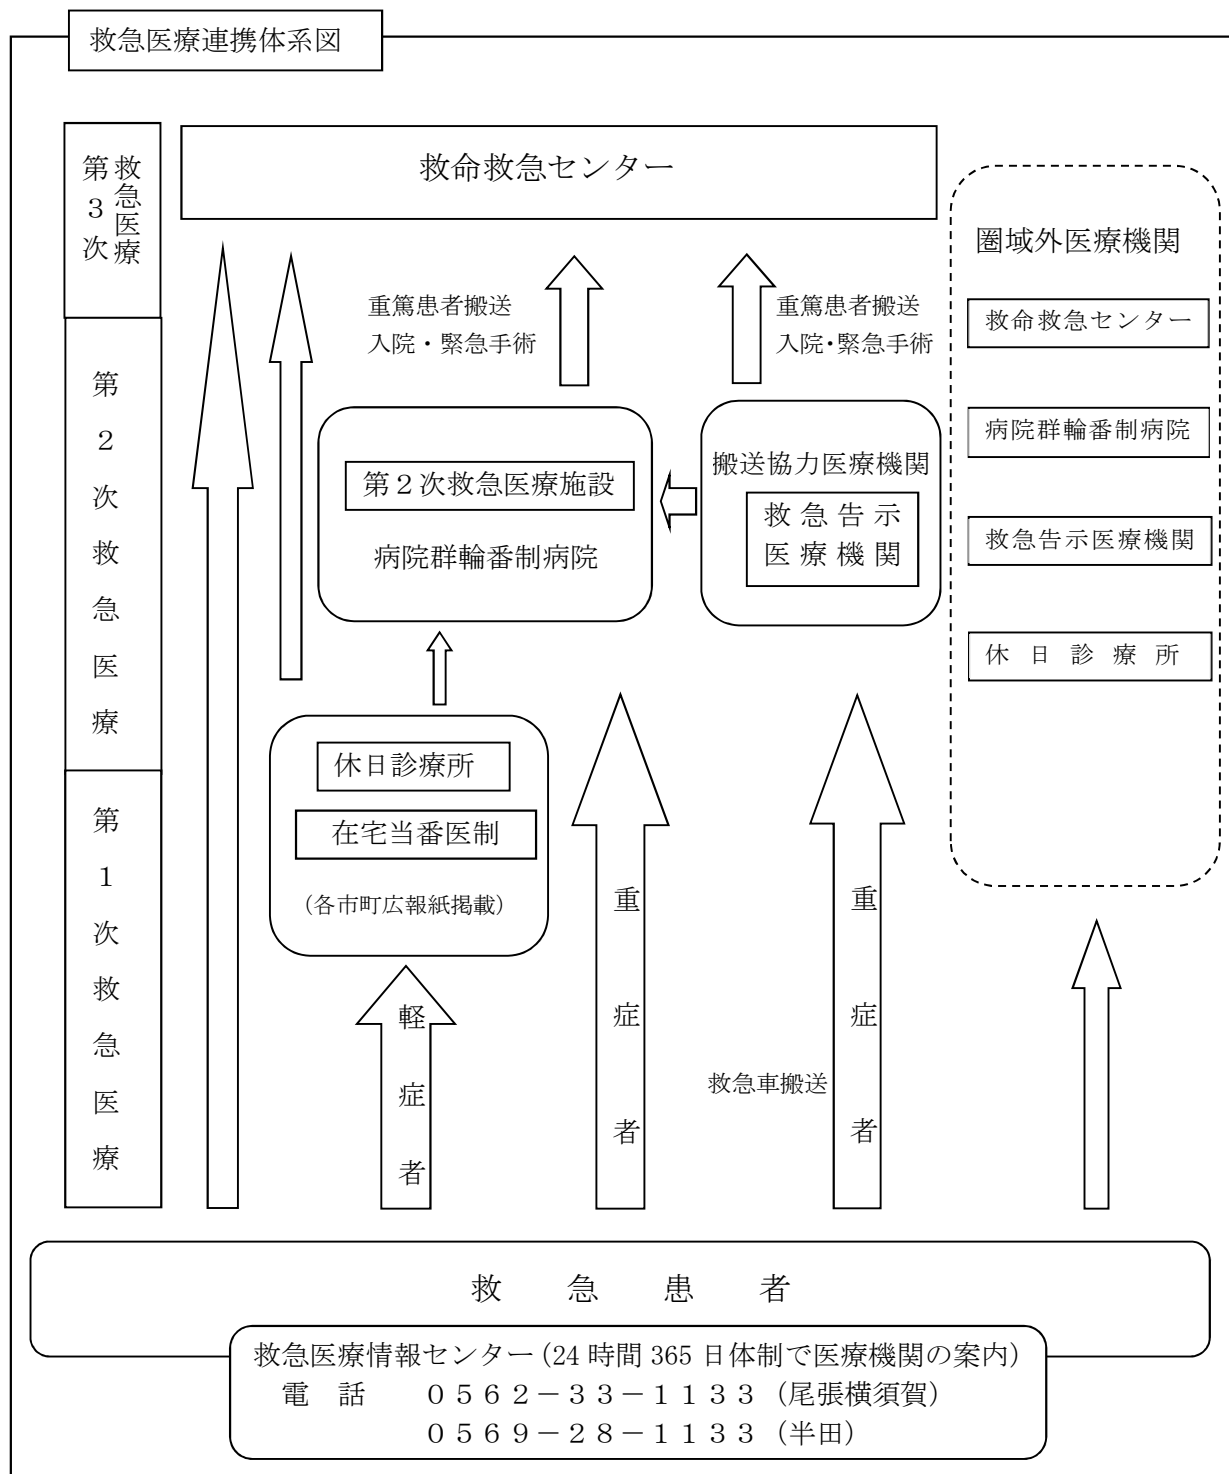 救急医療連携体系図
第3次
救急医療
救命救急センター
圏域外医療機関
救命救急センター
病院群輪番制病院
救急告示医療機関
休日診療所
重篤患者搬送
入院・緊急手術
重篤患者搬送
入院・緊急手術
第2次救急医療
第２次救急医療施設
病院群輪番制病院
搬送協力医療機関
救急告示
医療機関
第1次救急医療
休日診療所
在宅当番医制
（各市町広報紙掲載）
軽症者
重症者
救急車搬送
重症者
救急患者
救急医療情報センター（24時間365日体制で医療機関の案内）
電　話　　０５６２－３３－１１３３（尾張横須賀）
０５６９－２８－１１３３（半田）